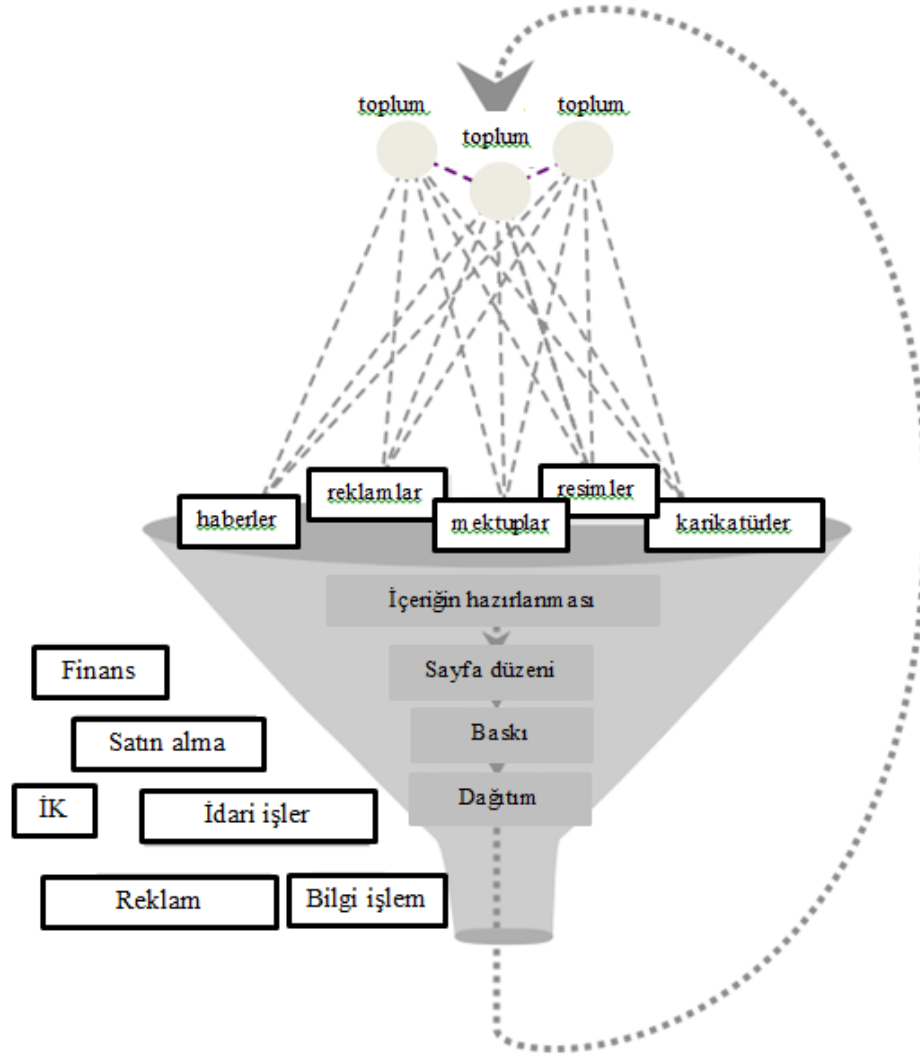 toplum
toplum
toplum
reklamlar
resimler
haberler
mektuplar
karikatürler
İçeriğin hazırlanması
Finans
Sayfa düzeni
Satın alma
Baskı
İK
İdari işler
Dağıtım
Reklam
Bilgi işlem